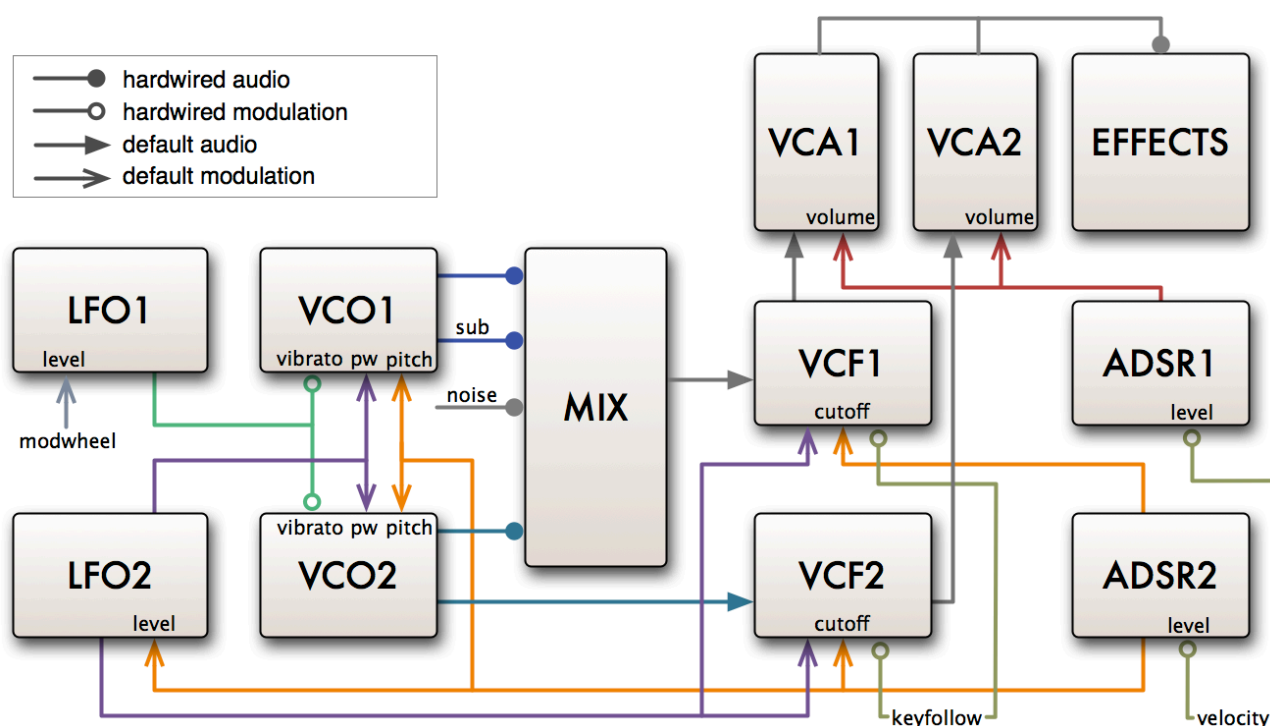 hardwired audio
hardwired modulation
default audio
default modulation
VCA1
volume
VCA2
volume
EFFECTS
LFO1
level
modwheel
VCO1
vibrato pw pitch
sub
noise
MIX
VCF1
cutoff
ADSR1
level
LFO2
level
vibrato pw pitch
VCO2
VCF2
cutoff
keyfollow
ADSR2
level
velocity